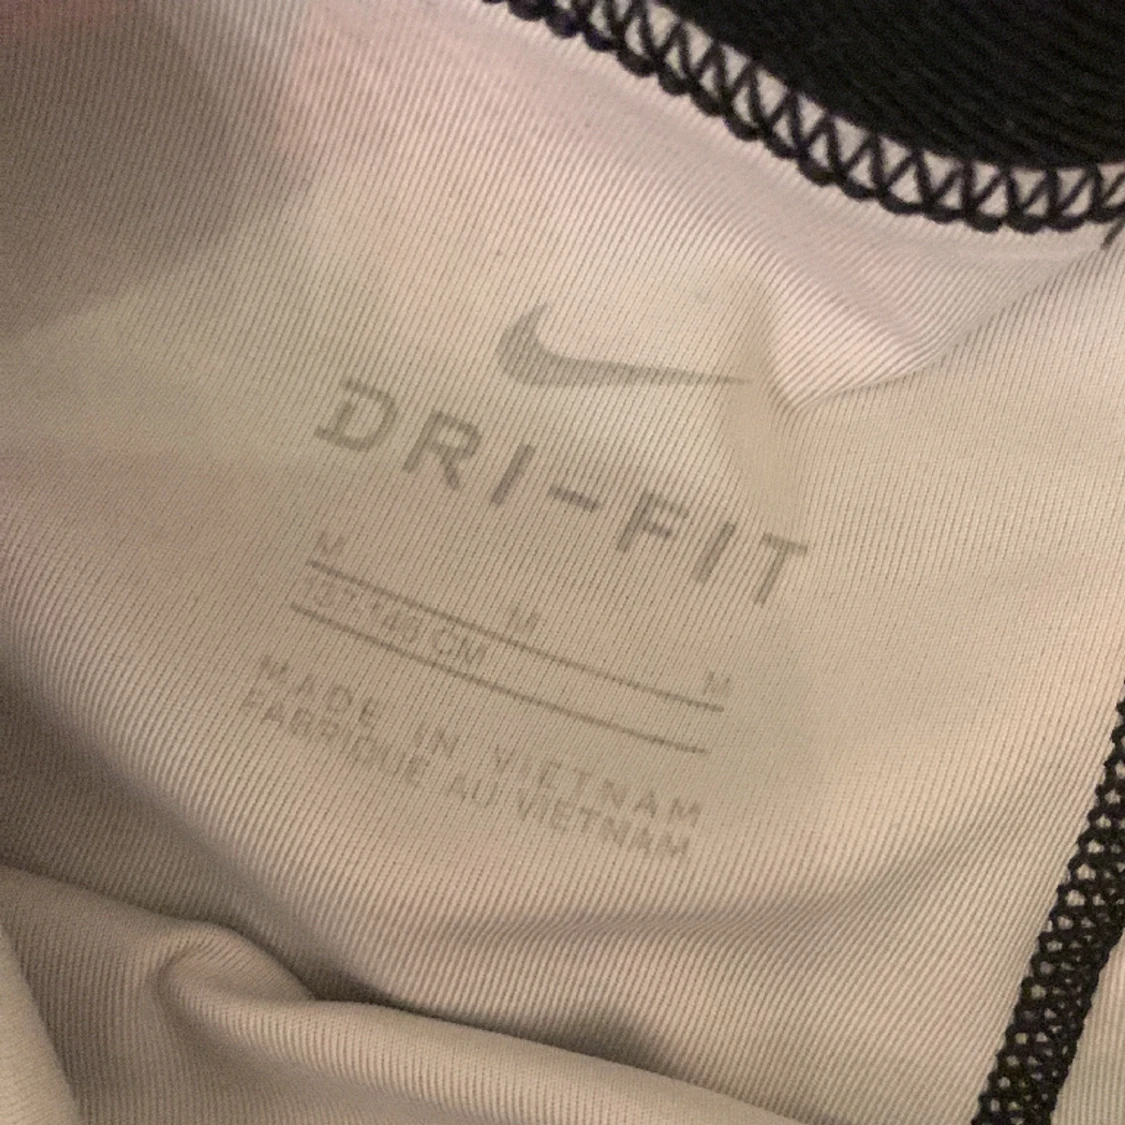 DRI-FIT
M M M
MADE IN VIETNAM
FABRIQUÉ AU VIETNAM